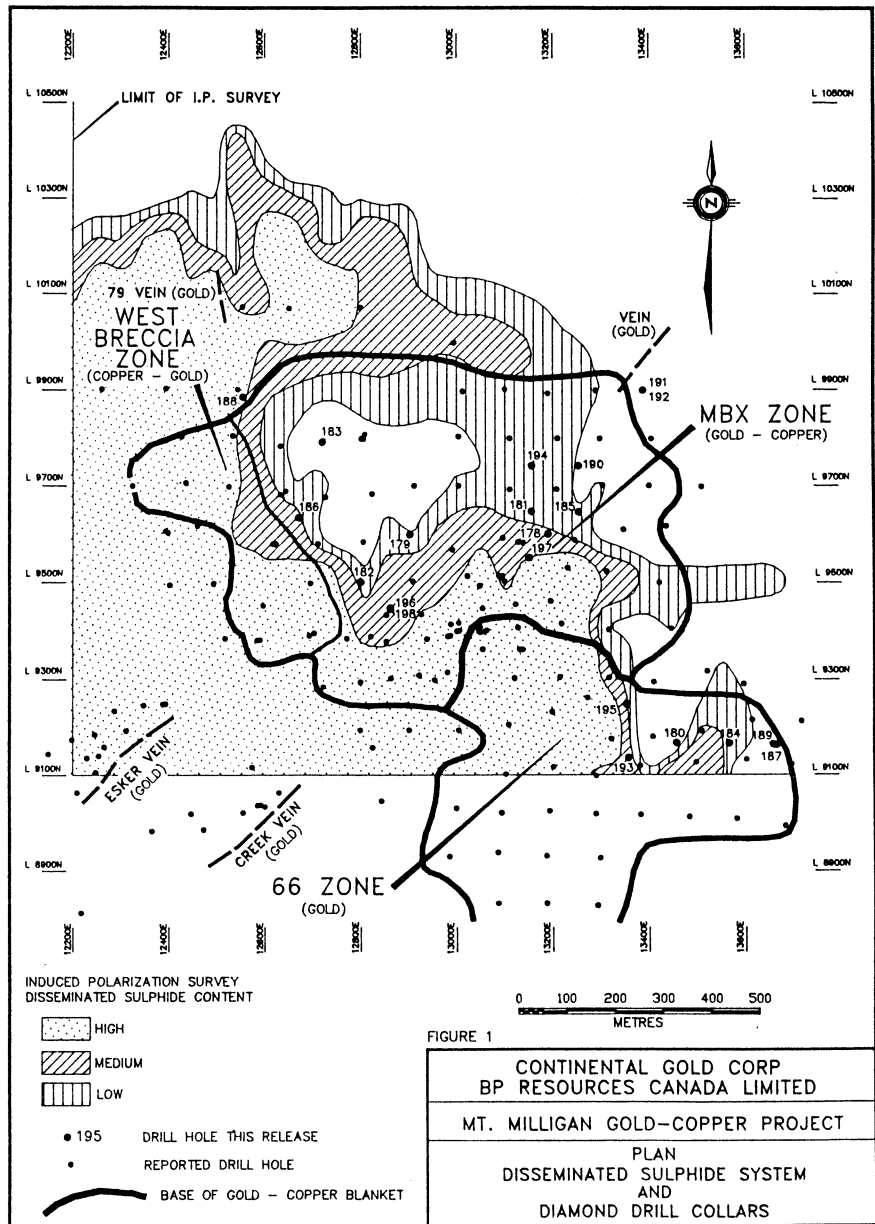 12200E
12400E
12600E
12800E
13000E
13200E
13400E
13600E
L 10500N
L 10500N
LIMIT OF I.P. SURVEY
L 10300N
L 10300N
N
L 10100N
L 10100N
79 VEIN (GOLD)
WEST
BRECCIA
ZONE
(COPPER – GOLD)
VEIN
(GOLD)
L 9900N
L 9900N
191
192
188
MBX ZONE
(GOLD – COPPER)
183
194
190
L 9700N
L 9700N
186
181
185
179
178
197
L 9500N
L 9500N
182
196
198
L 9300N
L 9300N
195
180
184
189
187
193
L 9100N
L 9100N
ESKER VEIN
(GOLD)
CREEK VEIN
(GOLD)
L 8900N
L 8900N
66 ZONE
(GOLD)
12200E
12400E
12600E
12800E
13000E
13200E
13400E
13600E
INDUCED POLARIZATION SURVEY
DISSEMINATED SULPHIDE CONTENT
HIGH
MEDIUM
LOW
195 DRILL HOLE THIS RELEASE
REPORTED DRILL HOLE
BASE OF GOLD – COPPER BLANKET
0 100 200 300 400 500
METRES
FIGURE 1
CONTINENTAL GOLD CORP
BP RESOURCES CANADA LIMITED
MT. MILLIGAN GOLD–COPPER PROJECT
PLAN
DISSEMINATED SULPHIDE SYSTEM
AND
DIAMOND DRILL COLLARS